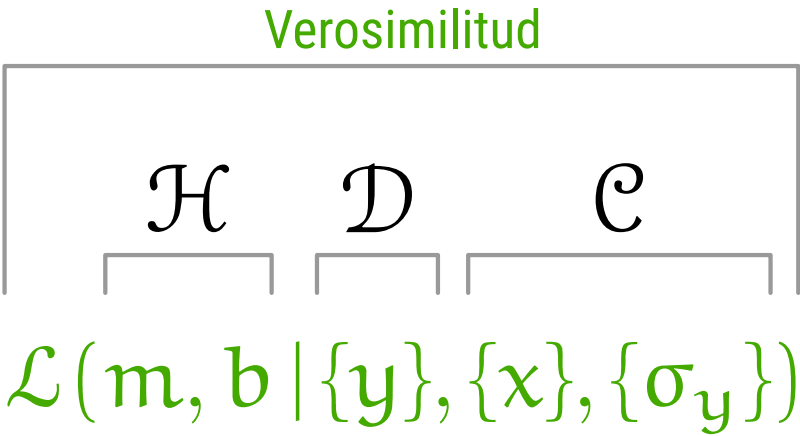 Verosimilitud
ℋ 𝒟 𝒞
ℒ(m, b | {y}, {x}, {σ_y})